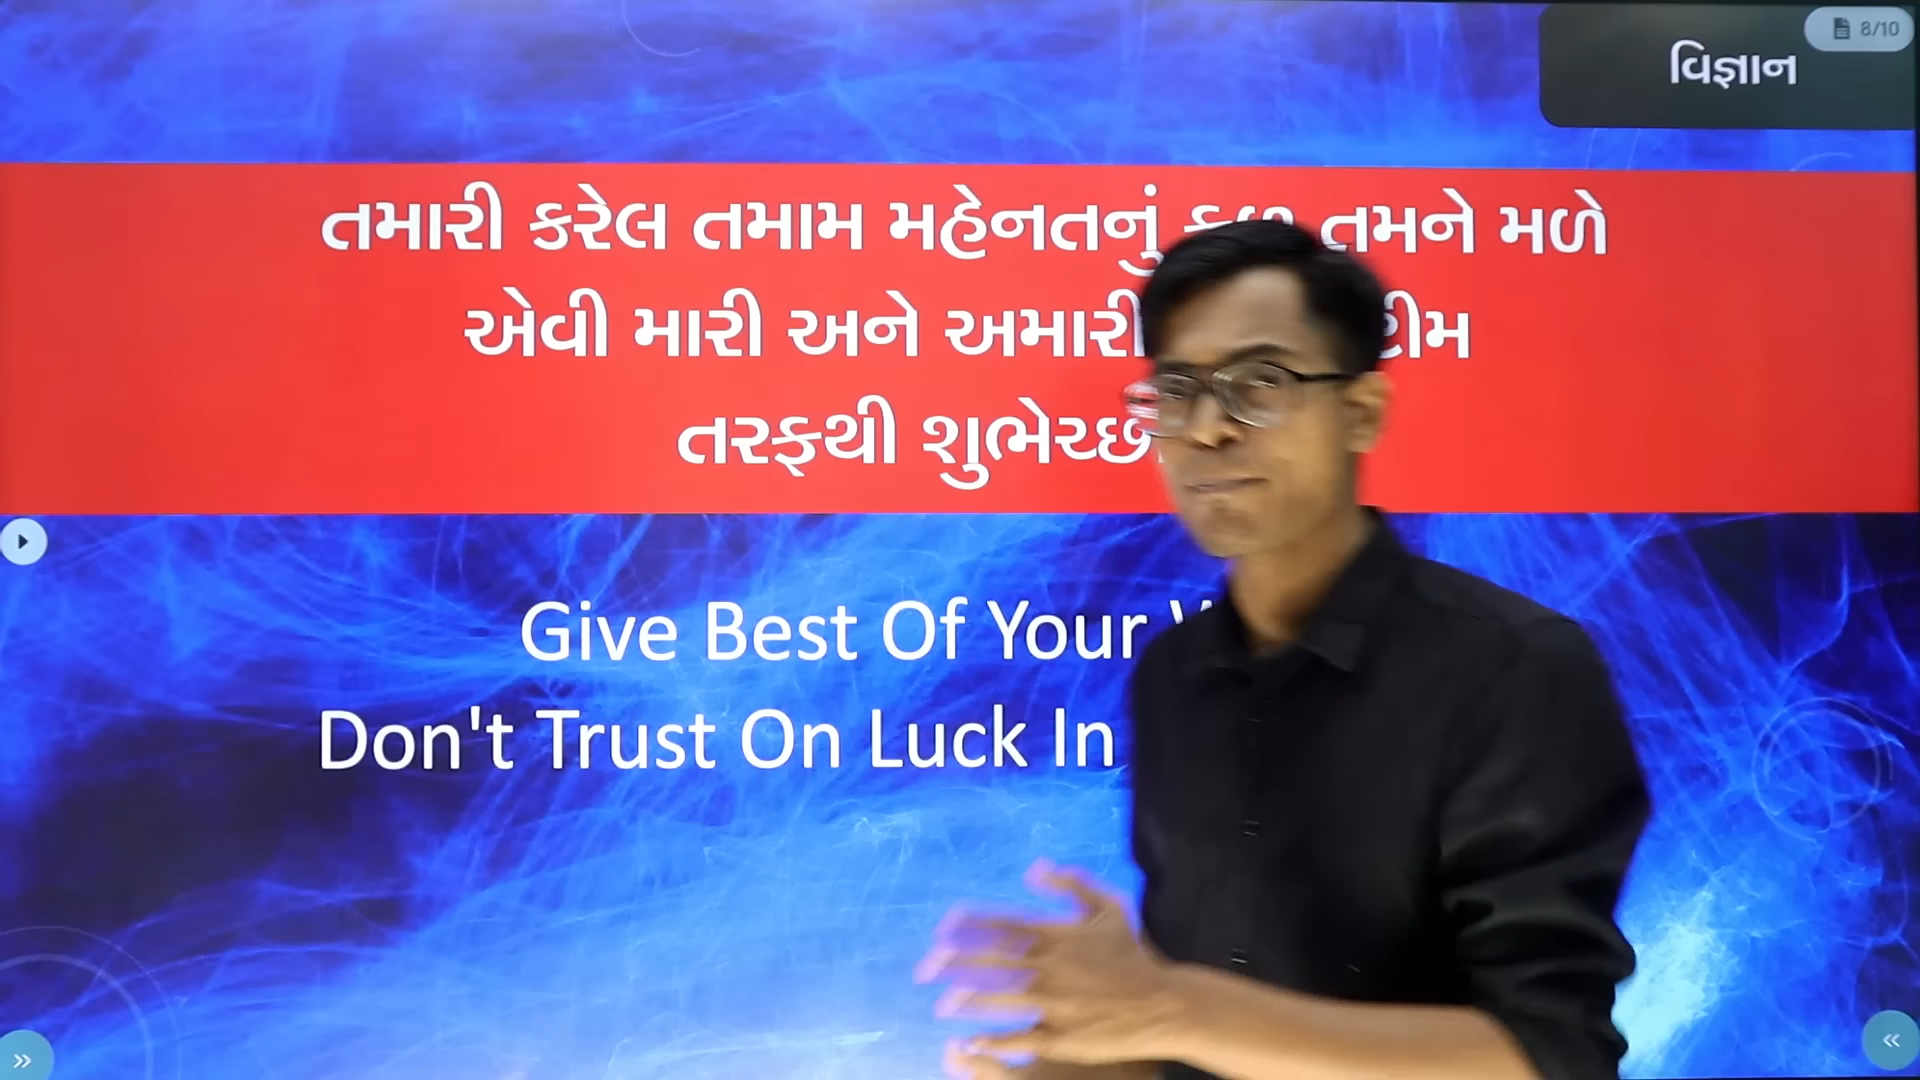 8/10
વિજ્ઞાન
તમારી કરેલ તમામ મહેનતનું તમને મળે
એવી મારી અને અમારી ટીમ
તરફથી
Give Best Of Your
Don't Trust On Luck In